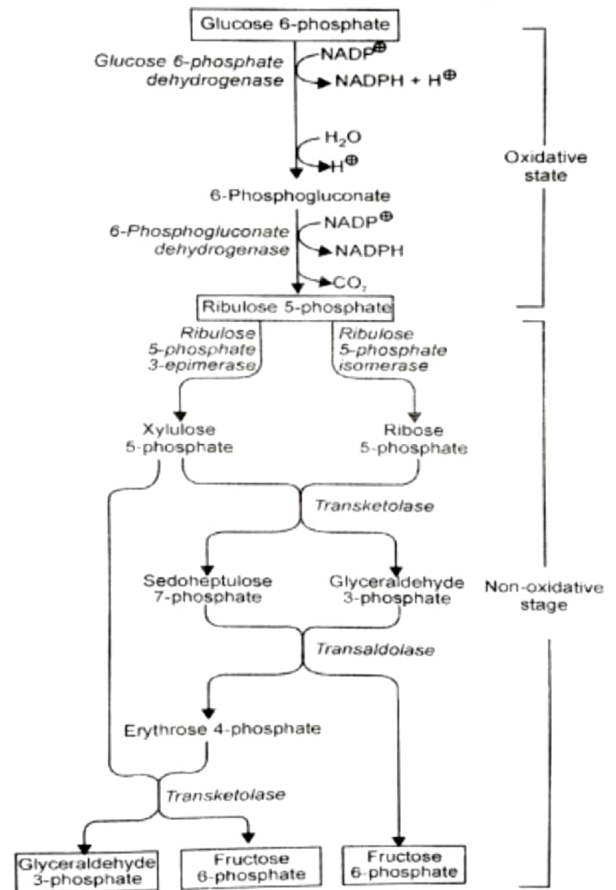 Glucose 6-phosphate
Glucose 6-phosphate
dehydrogenase
NADP⊕
NADPH + H⊕
H₂O
H⊕
Oxidative
state
6-Phosphogluconate
6-Phosphogluconate
dehydrogenase
NADP⊕
NADPH
CO₂
Ribulose 5-phosphate
Ribulose
5-phosphate
3-epimerase
Ribulose
5-phosphate
isomerase
Xylulose
5-phosphate
Ribose
5-phosphate
Transketolase
Sedoheptulose
7-phosphate
Glyceraldehyde
3-phosphate
Non-oxidative
stage
Transaldolase
Erythrose 4-phosphate
Transketolase
Glyceraldehyde
3-phosphate
Fructose
6-phosphate
Fructose
6-phosphate